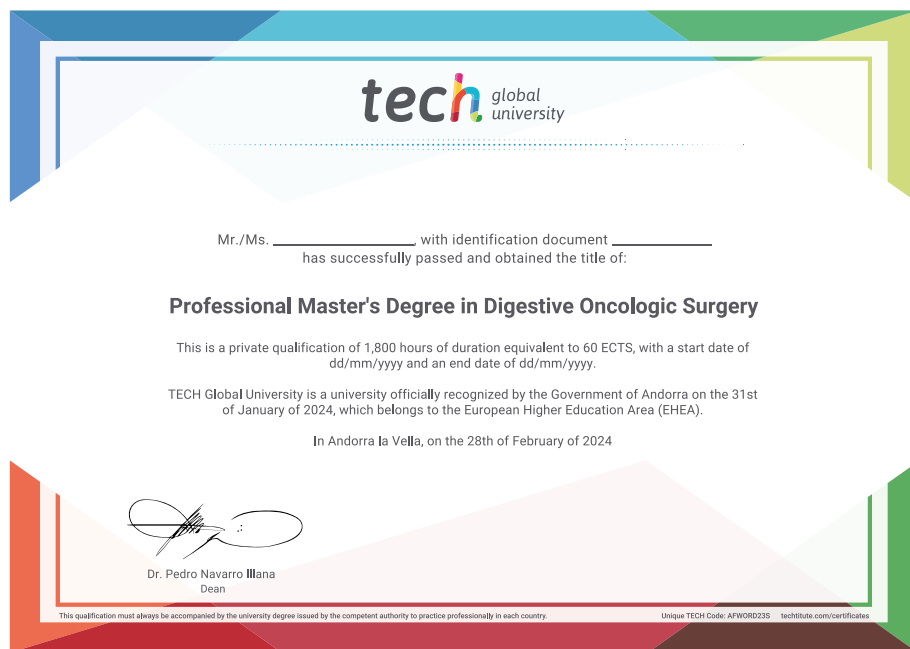 tech global university
Mr./Ms. ____________, with identification document ____________
has successfully passed and obtained the title of:
Professional Master's Degree in Digestive Oncologic Surgery
This is a private qualification of 1,800 hours of duration equivalent to 60 ECTS, with a start date of
dd/mm/yyyy and an end date of dd/mm/yyyy.
TECH Global University is a university officially recognized by the Government of Andorra on the 31st
of January of 2024, which belongs to the European Higher Education Area (EHEA).
In Andorra la Vella, on the 28th of February of 2024
Dr. Pedro Navarro Illana
Dean
This qualification must always be accompanied by the university degree issued by the competent authority to practice professionally in each country.
Unique TECH Code: AFWORD23S techtitute.com/certificates